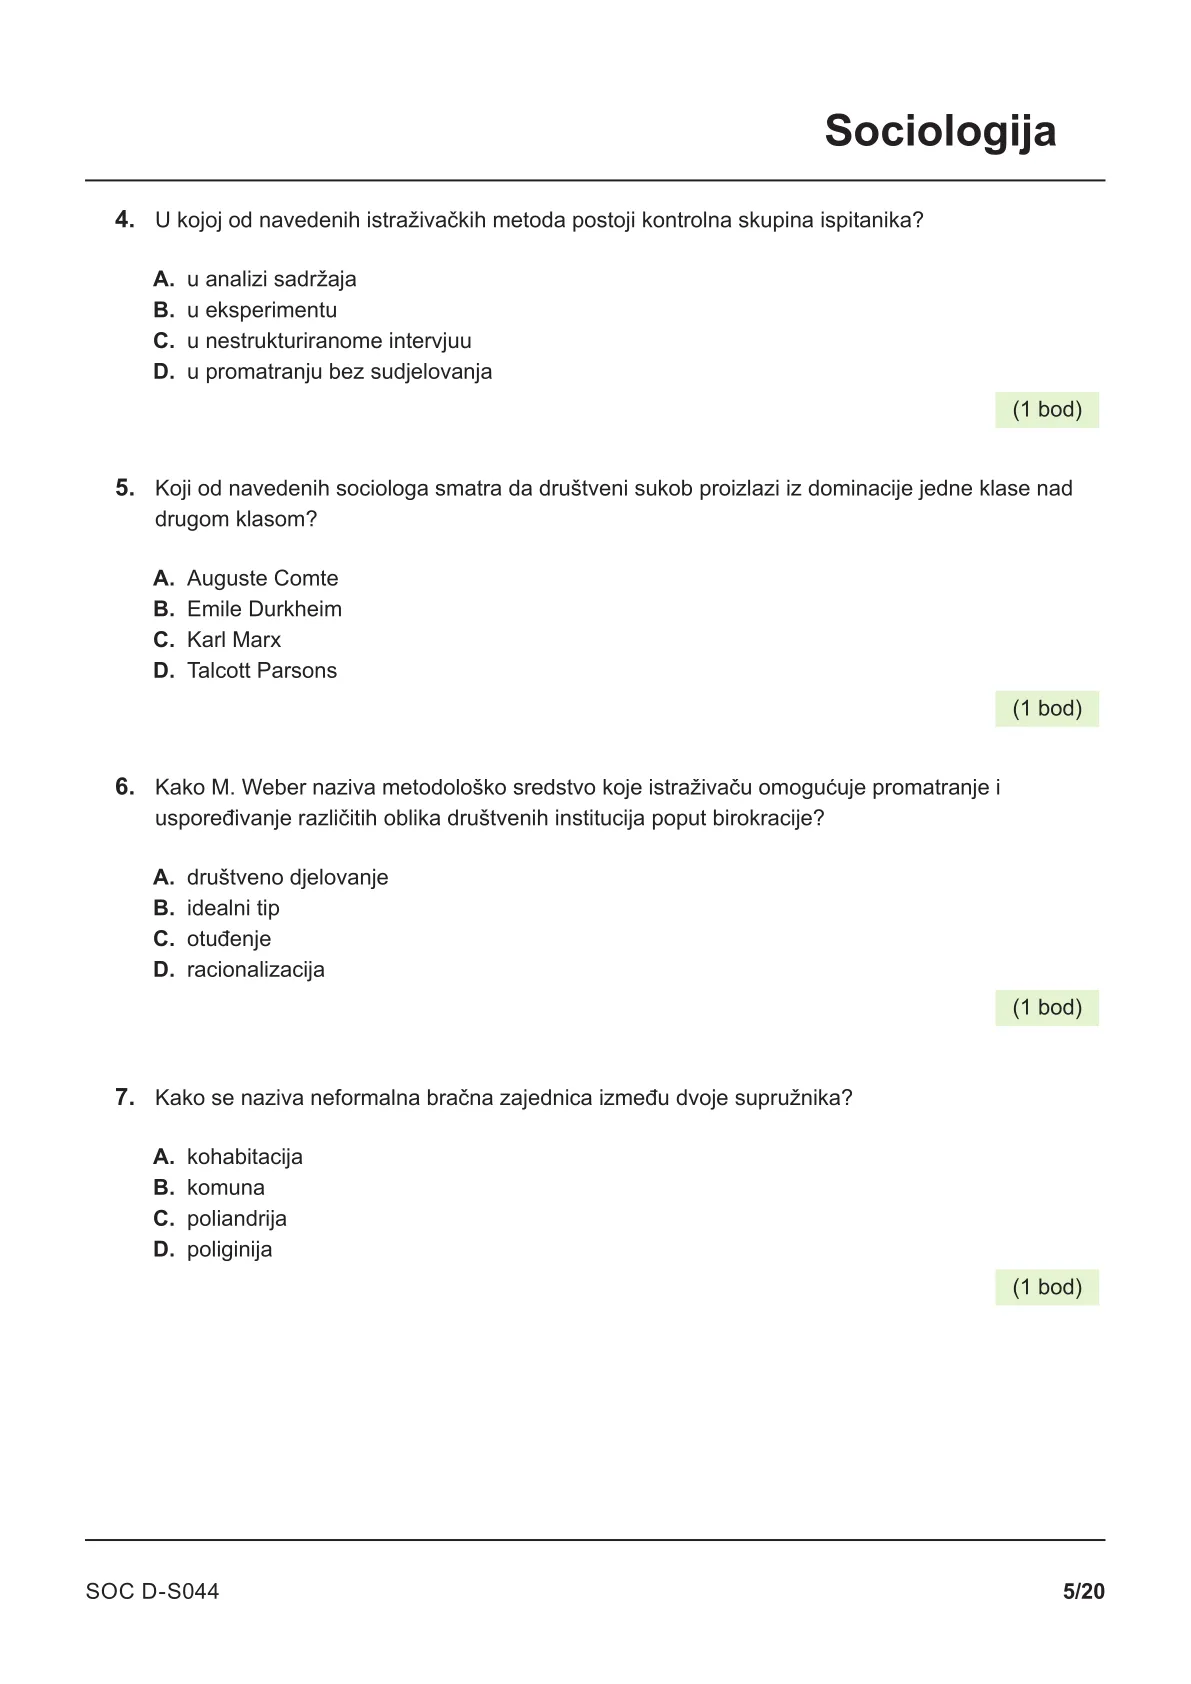 Sociologija
4. U kojoj od navedenih istraživačkih metoda postoji kontrolna skupina ispitanika?
A. u analizi sadržaja
B. u eksperimentu
C. u nestrukturiranome intervjuu
D. u promatranju bez sudjelovanja
(1 bod)
5. Koji od navedenih sociologa smatra da društveni sukob proizlazi iz dominacije jedne klase nad
drugom klasom?
A. Auguste Comte
B. Emile Durkheim
C. Karl Marx
D. Talcott Parsons
(1 bod)
6. Kako M. Weber naziva metodološko sredstvo koje istraživaču omogućuje promatranje i
uspoređivanje različitih oblika društvenih institucija poput birokracije?
A. društveno djelovanje
B. idealni tip
C. otuđenje
D. racionalizacija
(1 bod)
7. Kako se naziva neformalna bračna zajednica između dvoje supružnika?
A. kohabitacija
B. komuna
C. poliandrija
D. poliginija
(1 bod)
SOC D-S044
5/20